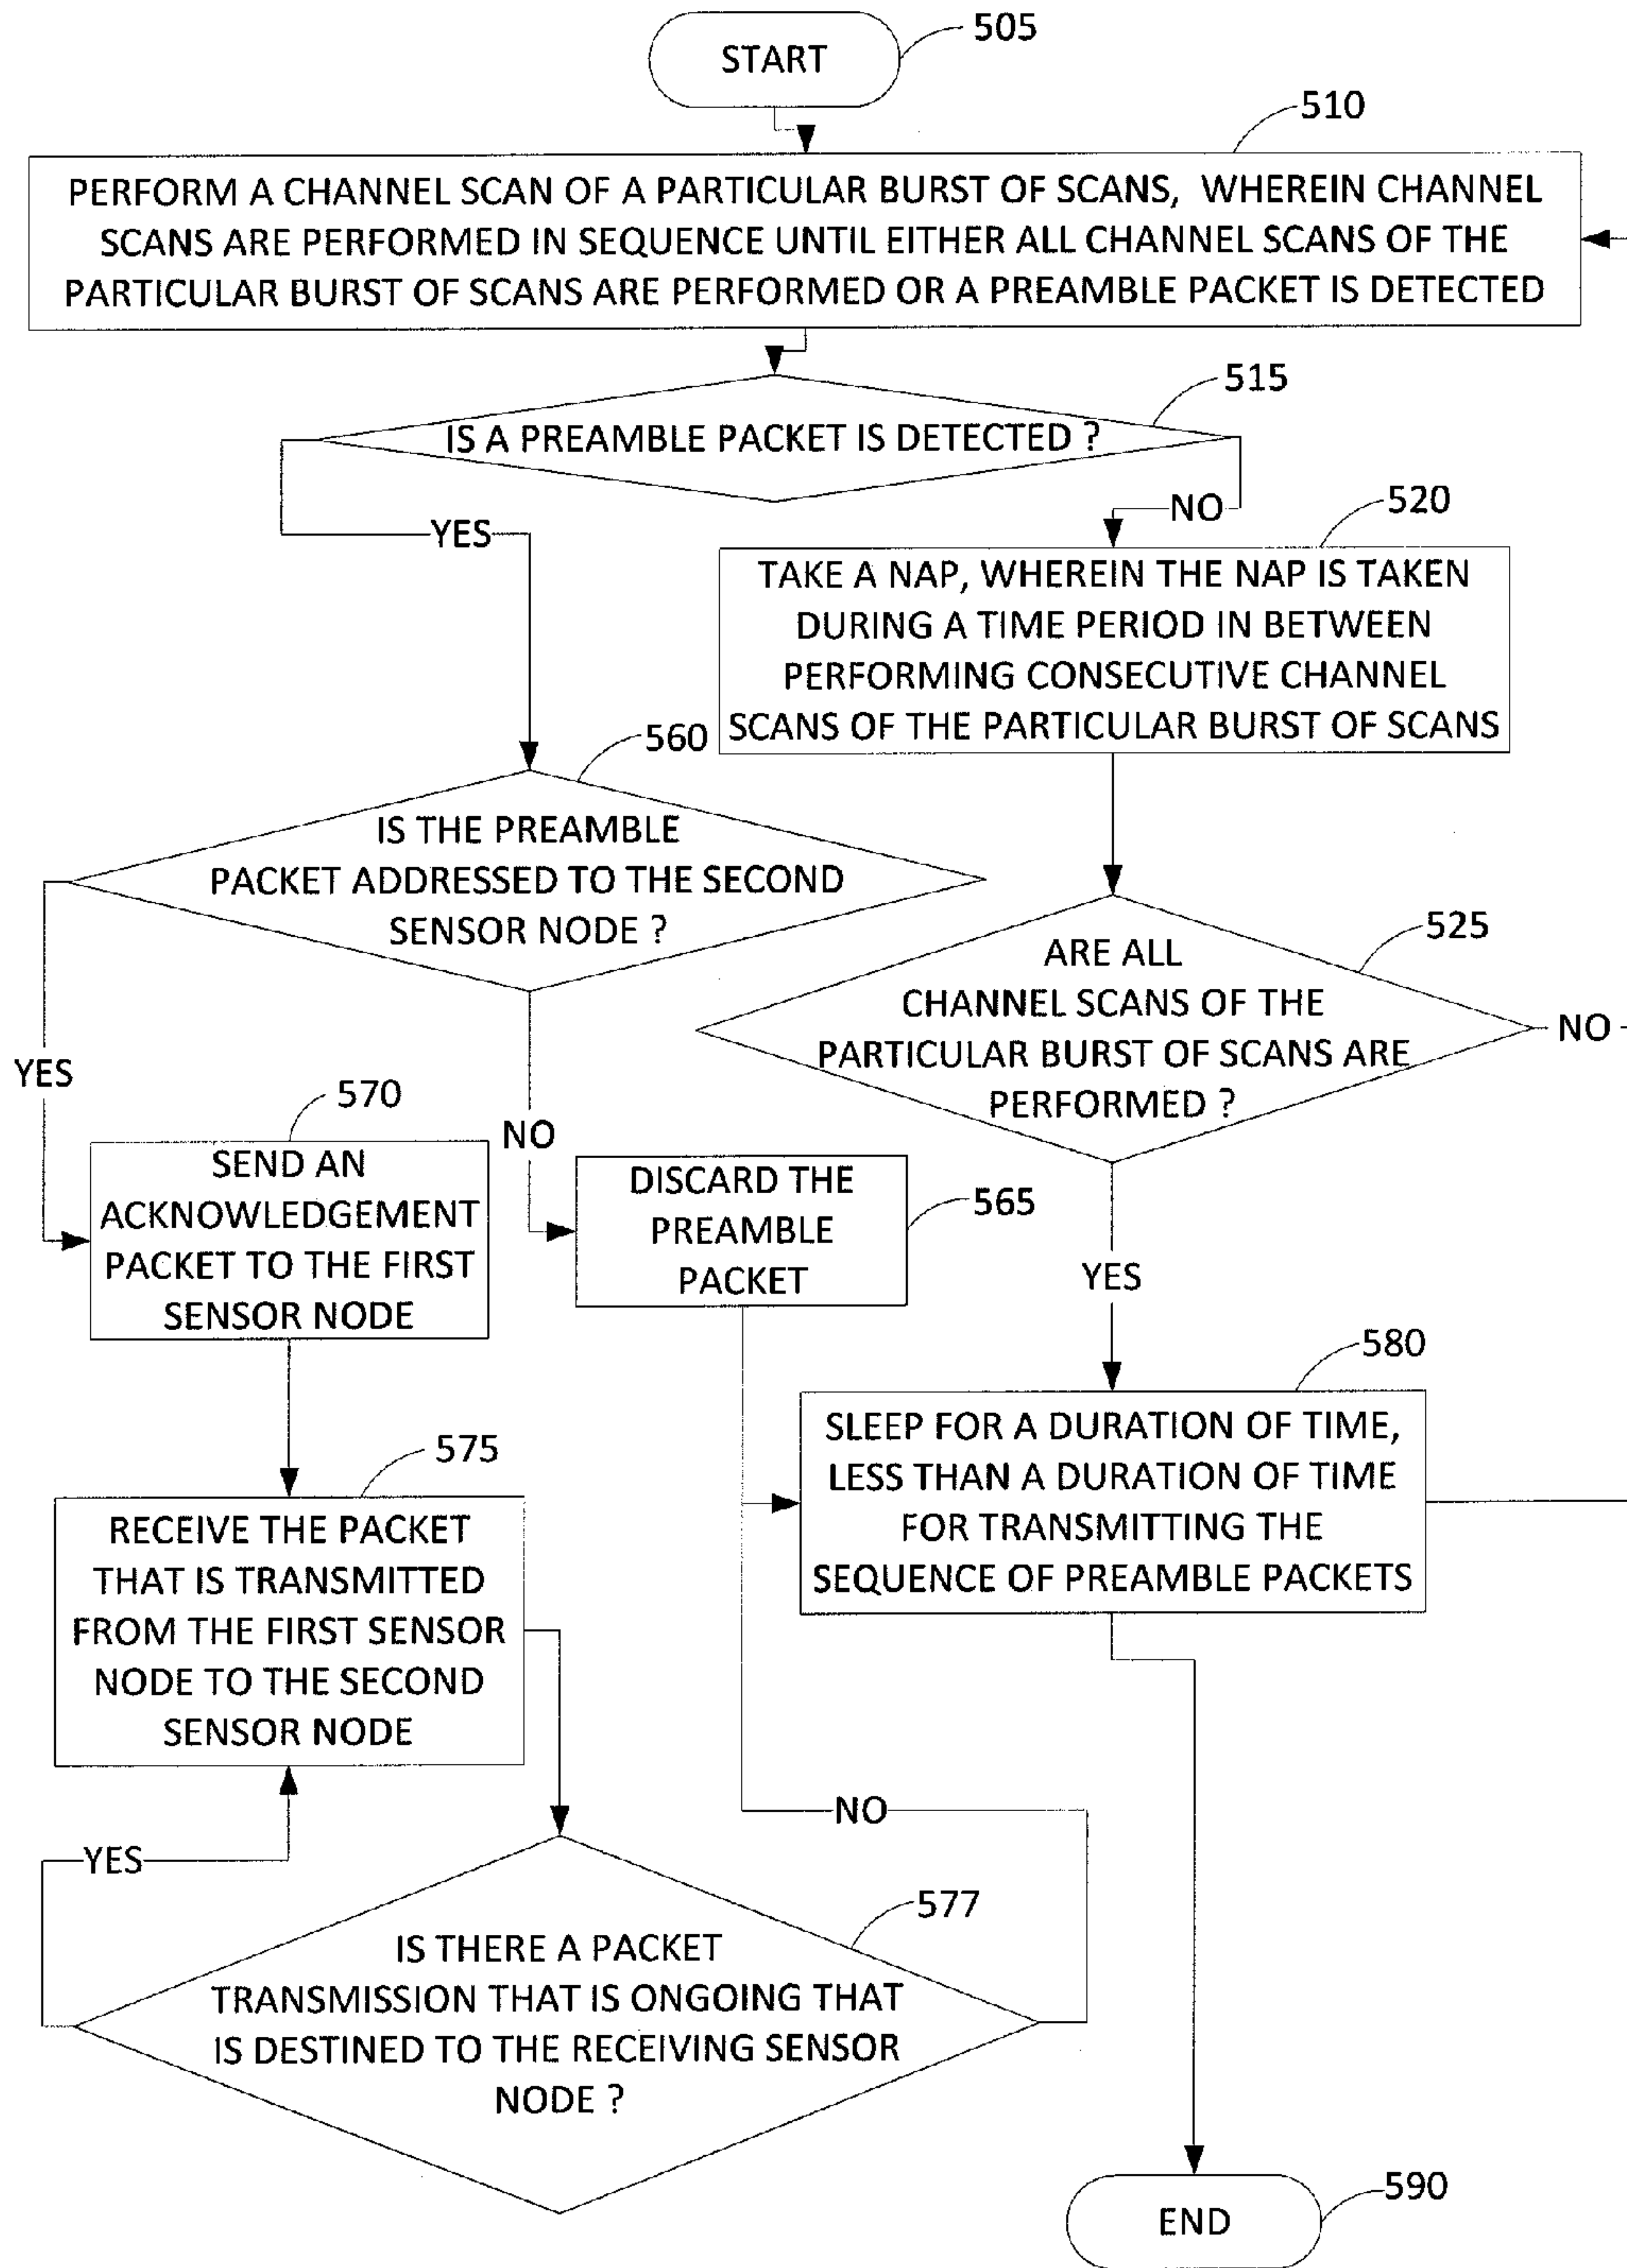 START
505
510
PERFORM A CHANNEL SCAN OF A PARTICULAR BURST OF SCANS, WHEREIN CHANNEL
SCANS ARE PERFORMED IN SEQUENCE UNTIL EITHER ALL CHANNEL SCANS OF THE
PARTICULAR BURST OF SCANS ARE PERFORMED OR A PREAMBLE PACKET IS DETECTED
515
IS A PREAMBLE PACKET IS DETECTED ?
YES
NO
520
TAKE A NAP, WHEREIN THE NAP IS TAKEN
DURING A TIME PERIOD IN BETWEEN
PERFORMING CONSECUTIVE CHANNEL
SCANS OF THE PARTICULAR BURST OF SCANS
560
IS THE PREAMBLE
PACKET ADDRESSED TO THE SECOND
SENSOR NODE ?
525
ARE ALL
CHANNEL SCANS OF THE
PARTICULAR BURST OF SCANS ARE
PERFORMED ?
NO
YES
570
SEND AN
ACKNOWLEDGEMENT
PACKET TO THE FIRST
SENSOR NODE
NO
DISCARD THE
PREAMBLE
PACKET
565
YES
580
SLEEP FOR A DURATION OF TIME,
LESS THAN A DURATION OF TIME
FOR TRANSMITTING THE
SEQUENCE OF PREAMBLE PACKETS
575
RECEIVE THE PACKET
THAT IS TRANSMITTED
FROM THE FIRST SENSOR
NODE TO THE SECOND
SENSOR NODE
NO
YES
577
IS THERE A PACKET
TRANSMISSION THAT IS ONGOING THAT
IS DESTINED TO THE RECEIVING SENSOR
NODE ?
590
END